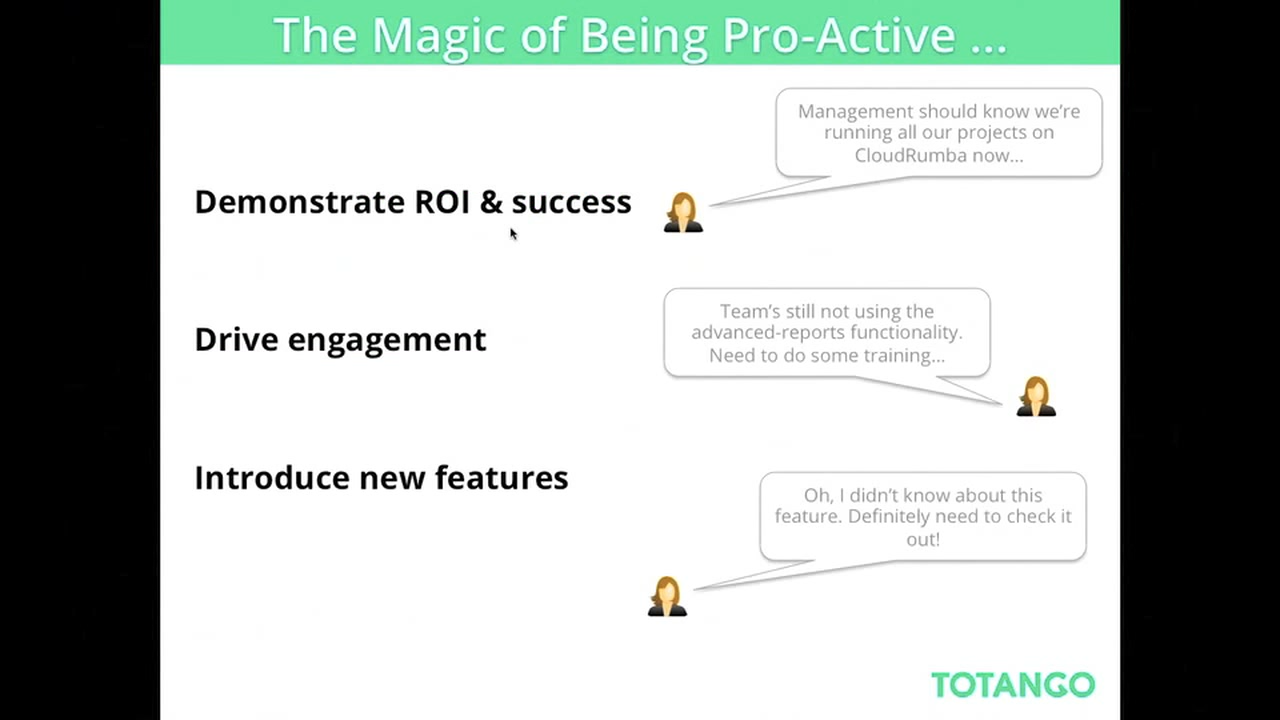 The Magic of Being Pro-Active ...
Management should know we're
running all our projects on
CloudRumba now...
Demonstrate ROI & success
Team's still not using the
advanced-reports functionality.
Need to do some training...
Drive engagement
Introduce new features
Oh, I didn't know about this
feature. Definitely need to check it
out!
TOTANGO